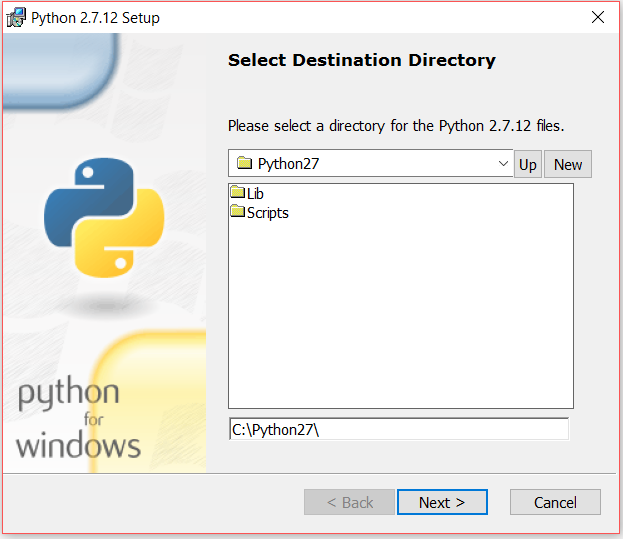 Python 2.7.12 Setup
Select Destination Directory
Please select a directory for the Python 2.7.12 files.
Python27
Up
New
Lib
Scripts
C:\Python27\
python
for
windows
< Back
Next >
Cancel